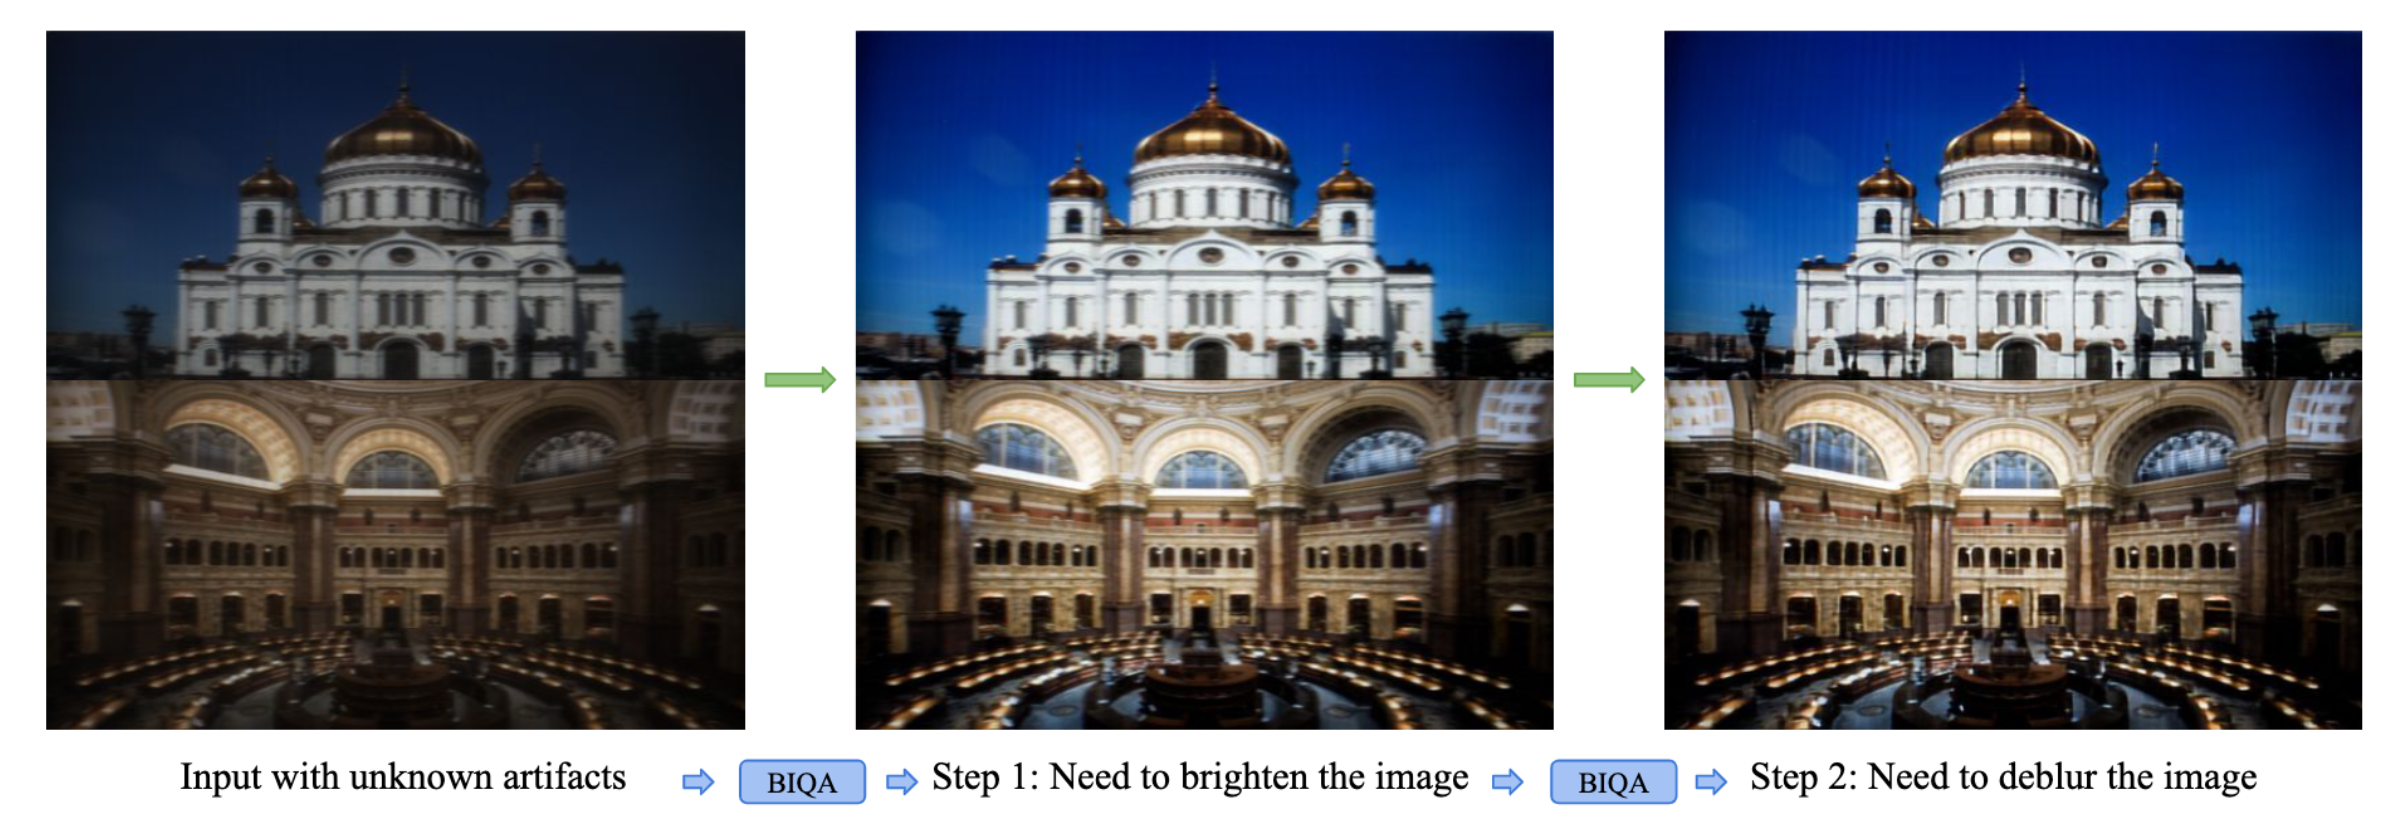 Input with unknown artifacts
BIQA
Step 1: Need to brighten the image
BIQA
Step 2: Need to deblur the image